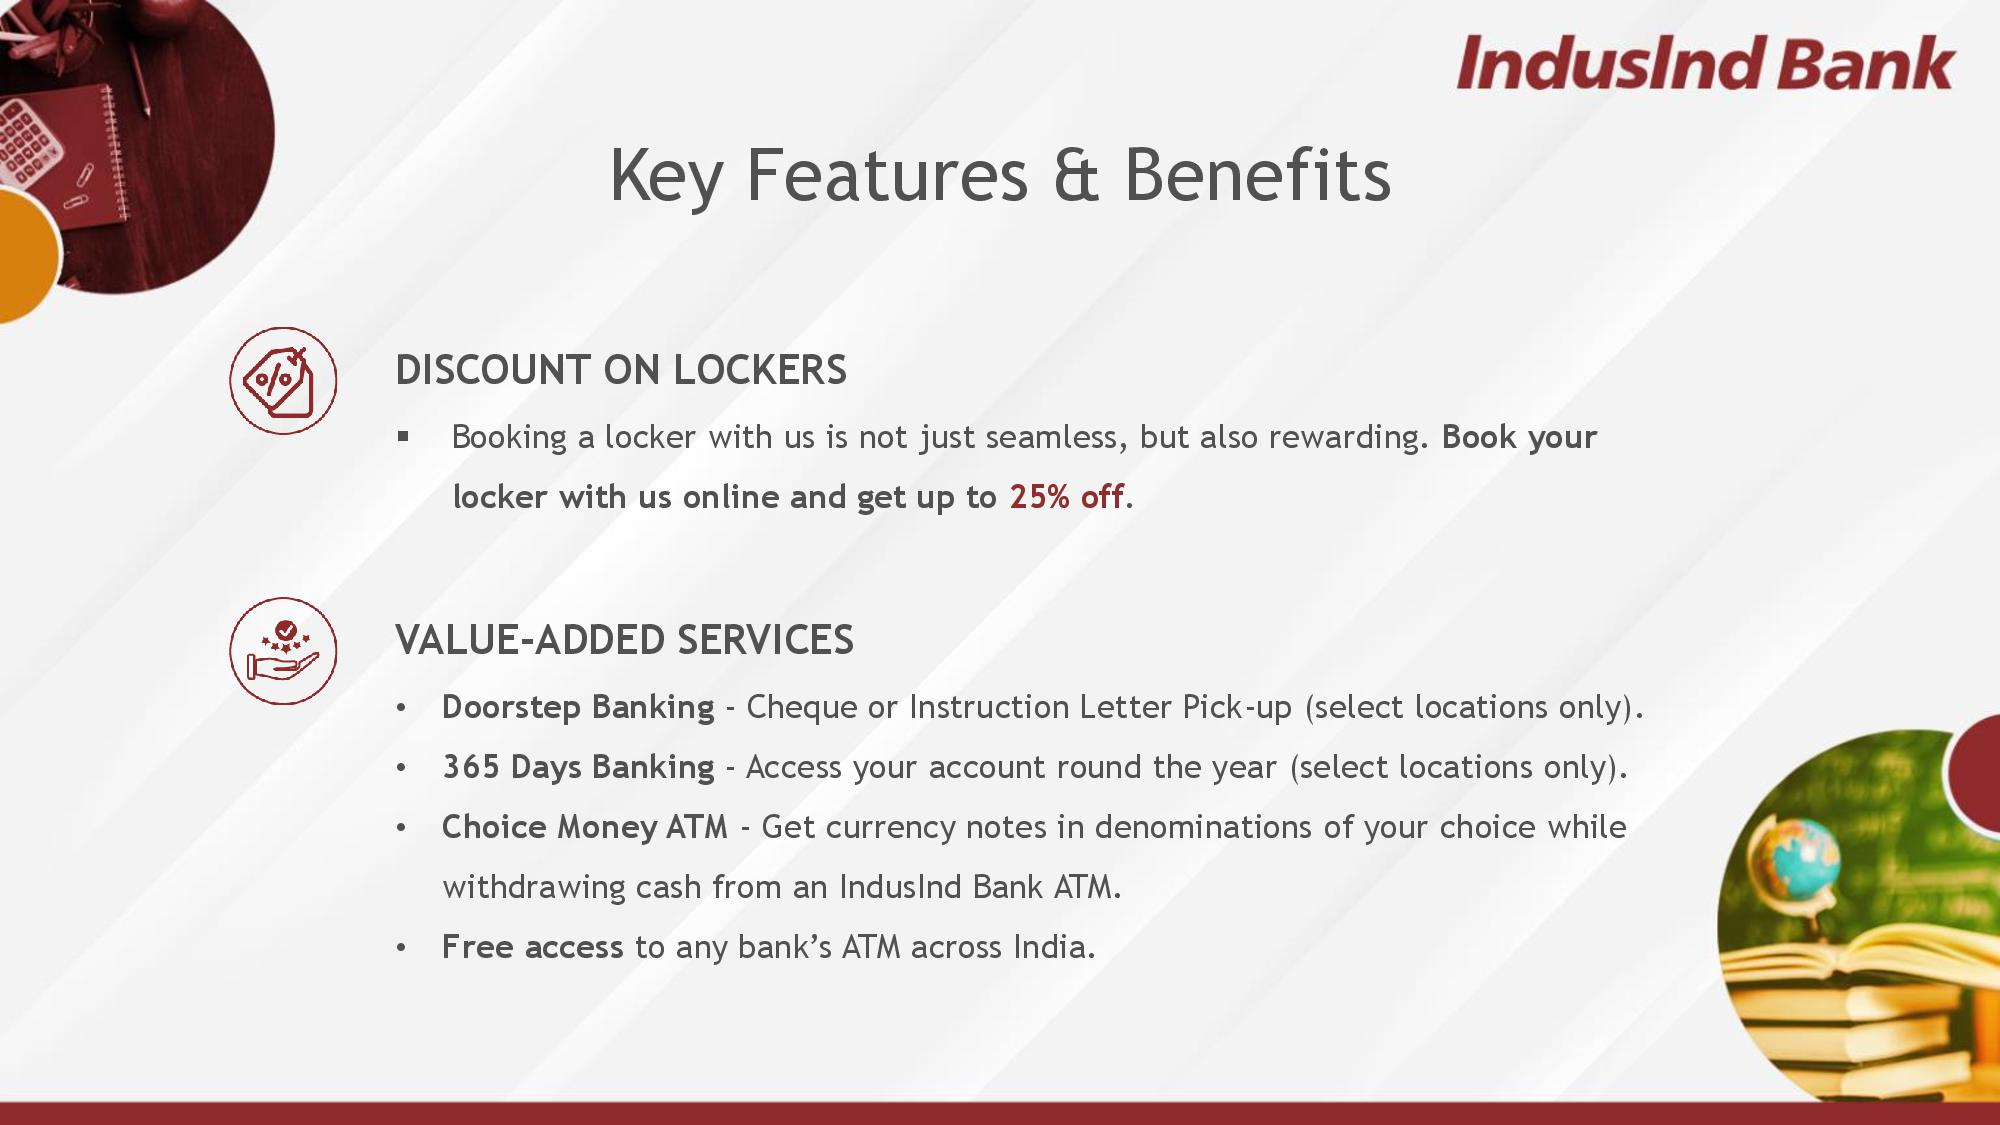 IndusInd Bank
Key Features & Benefits
DISCOUNT ON LOCKERS
▪ Booking a locker with us is not just seamless, but also rewarding. Book your
locker with us online and get up to 25% off.
VALUE-ADDED SERVICES
• Doorstep Banking - Cheque or Instruction Letter Pick-up (select locations only).
• 365 Days Banking - Access your account round the year (select locations only).
• Choice Money ATM - Get currency notes in denominations of your choice while
withdrawing cash from an IndusInd Bank ATM.
• Free access to any bank’s ATM across India.